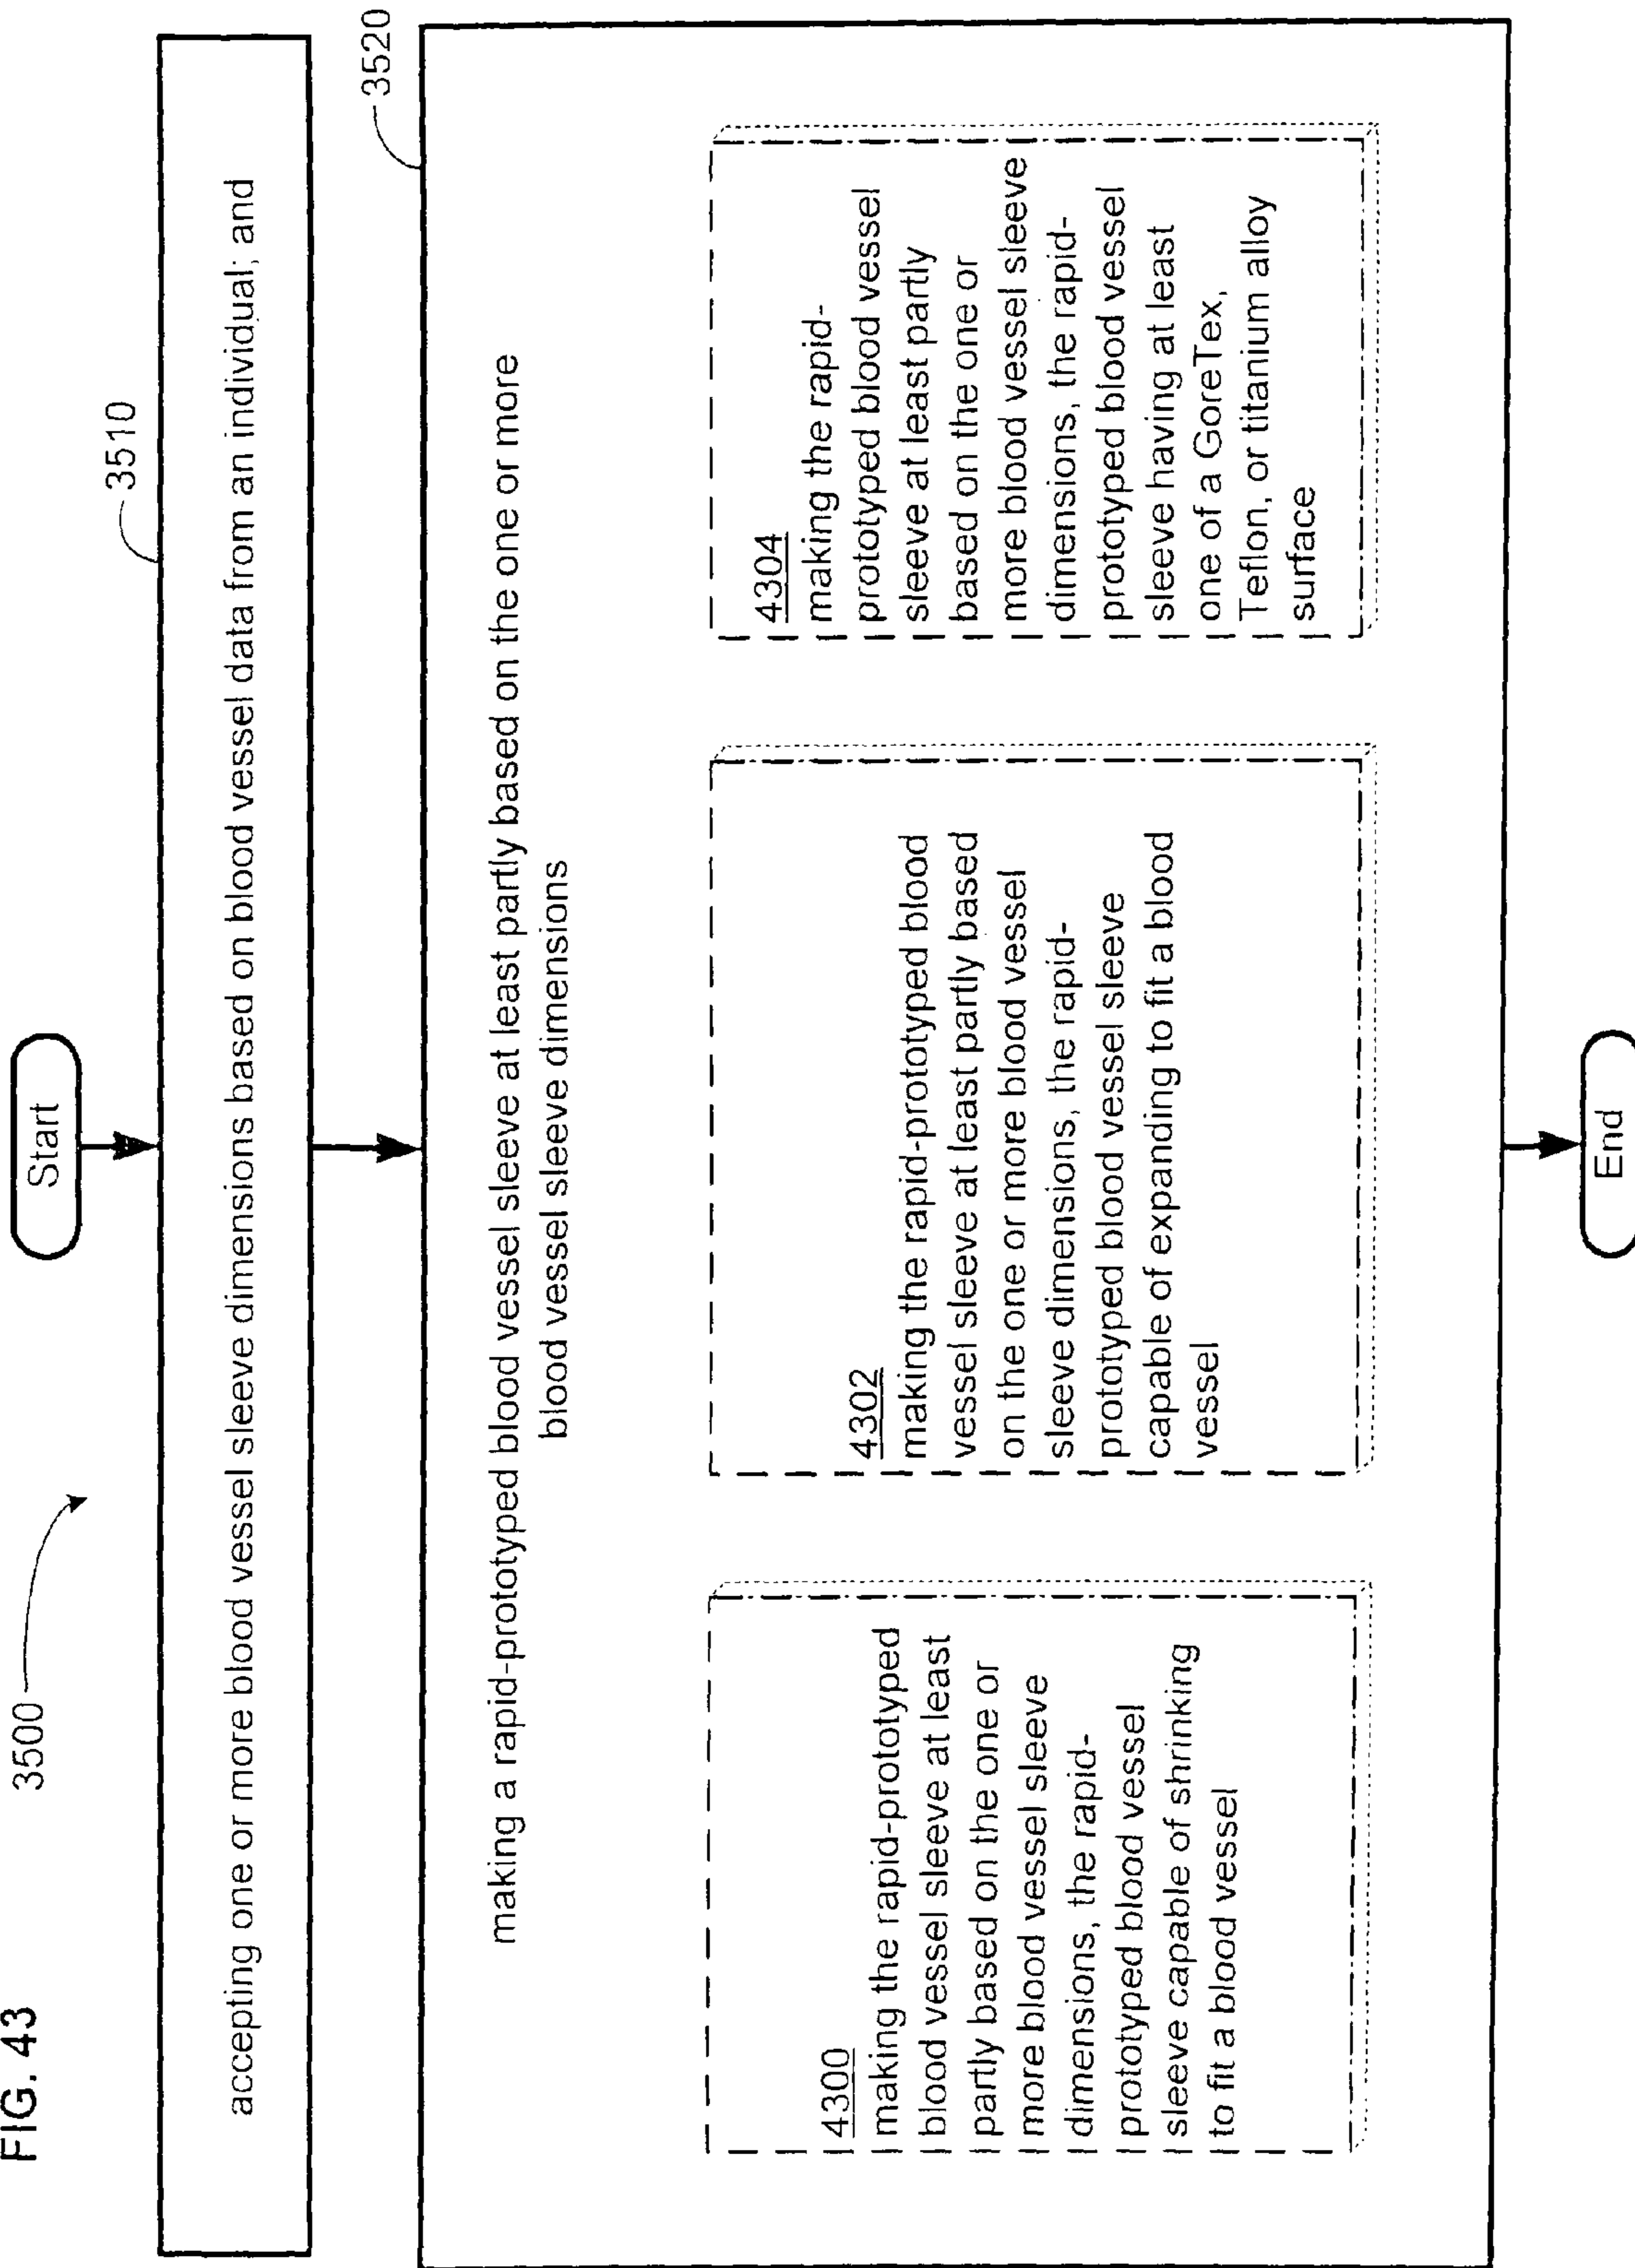 FIG. 43
3500
Start
3510
accepting one or more blood vessel sleeve dimensions based on blood vessel data from an individual; and
3520
making a rapid-prototyped blood vessel sleeve at least partly based on the one or more
blood vessel sleeve dimensions
4300
making the rapid-prototyped
blood vessel sleeve at least
partly based on the one or
more blood vessel sleeve
dimensions, the rapid-
prototyped blood vessel
sleeve capable of shrinking
to fit a blood vessel
4302
making the rapid-prototyped blood
vessel sleeve at least partly based
on the one or more blood vessel
sleeve dimensions, the rapid-
prototyped blood vessel sleeve
capable of expanding to fit a blood
vessel
4304
making the rapid-
prototyped blood vessel
sleeve at least partly
based on the one or
more blood vessel sleeve
dimensions, the rapid-
prototyped blood vessel
sleeve having at least
one of a GoreTex,
Teflon, or titanium alloy
surface
End